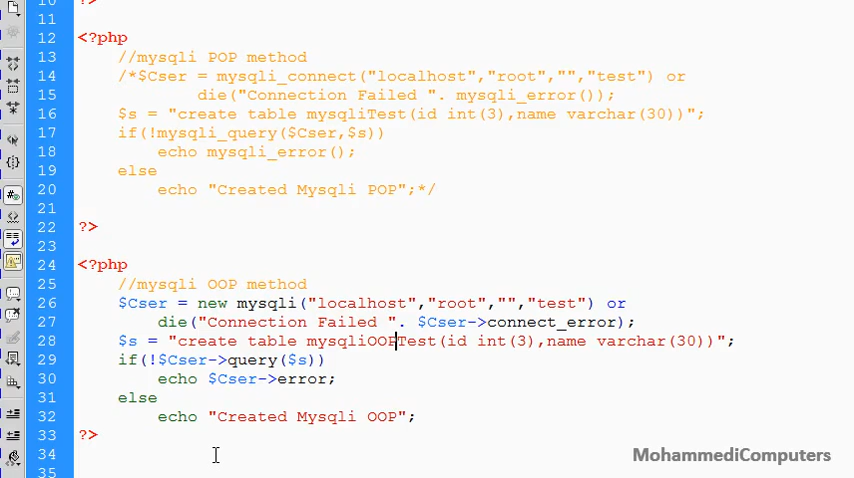 10 ?>
11
12 <?php
13 //mysqli POP method
14 /*$Cser = mysqli_connect("localhost","root","","test") or
15 die("Connection Failed ". mysqli_error());
16 $s = "create table mysqliTest(id int(3),name varchar(30))";
17 if(!mysqli_query($Cser,$s))
18 echo mysqli_error();
19 else
20 echo "Created Mysqli POP";*/
21
22 ?>
23
24 <?php
25 //mysqli OOP method
26 $Cser = new mysqli("localhost","root","","test") or
27 die("Connection Failed ". $Cser->connect_error);
28 $s = "create table mysqliOOPTest(id int(3),name varchar(30))";
29 if(!$Cser->query($s))
30 echo $Cser->error;
31 else
32 echo "Created Mysqli OOP";
33 ?>
34
35
MohammediComputers